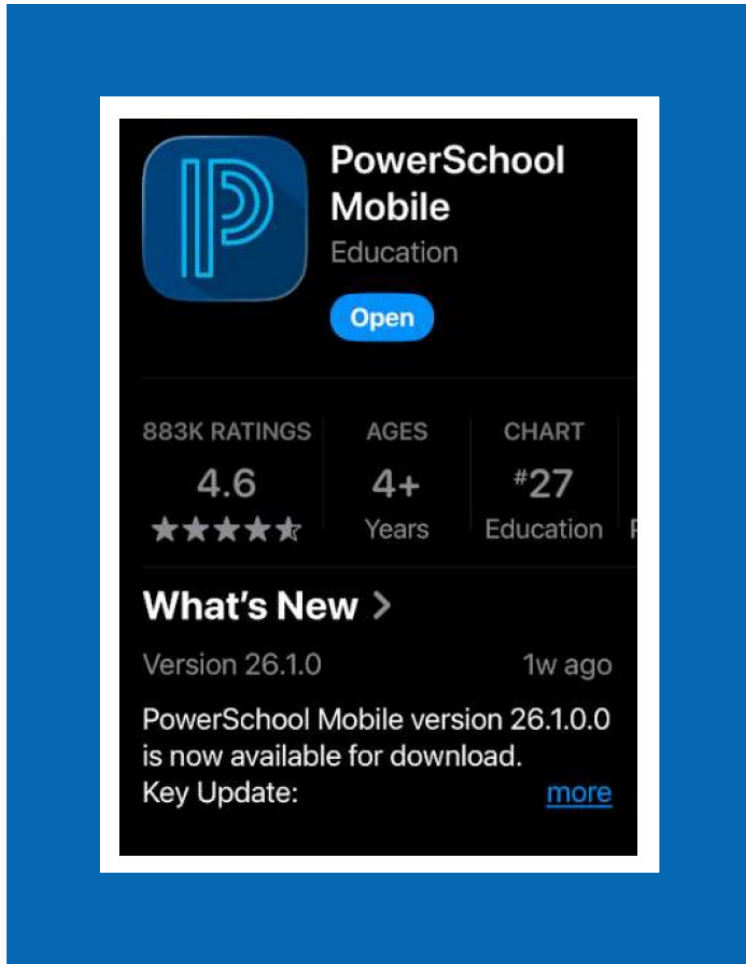 PowerSchool
Mobile
Education
Open
883K RATINGS
4.6
AGES
4+
Years
CHART
#27
Education
What's New >
Version 26.1.0 1w ago
PowerSchool Mobile version 26.1.0.0
is now available for download.
Key Update: more